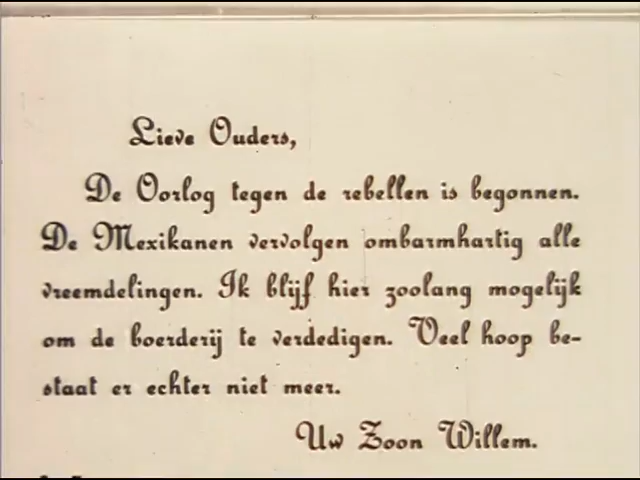 Lieve Ouders,
De Oorlog tegen de rebellen is begonnen.
De Mexikanen vervolgen ombarmhartig alle
vreemdelingen. Ik blijf hier zoolang mogelijk
om de boerderij te verdedigen. Veel hoop be-
staat er echter niet meer.
Uw Zoon Willem.